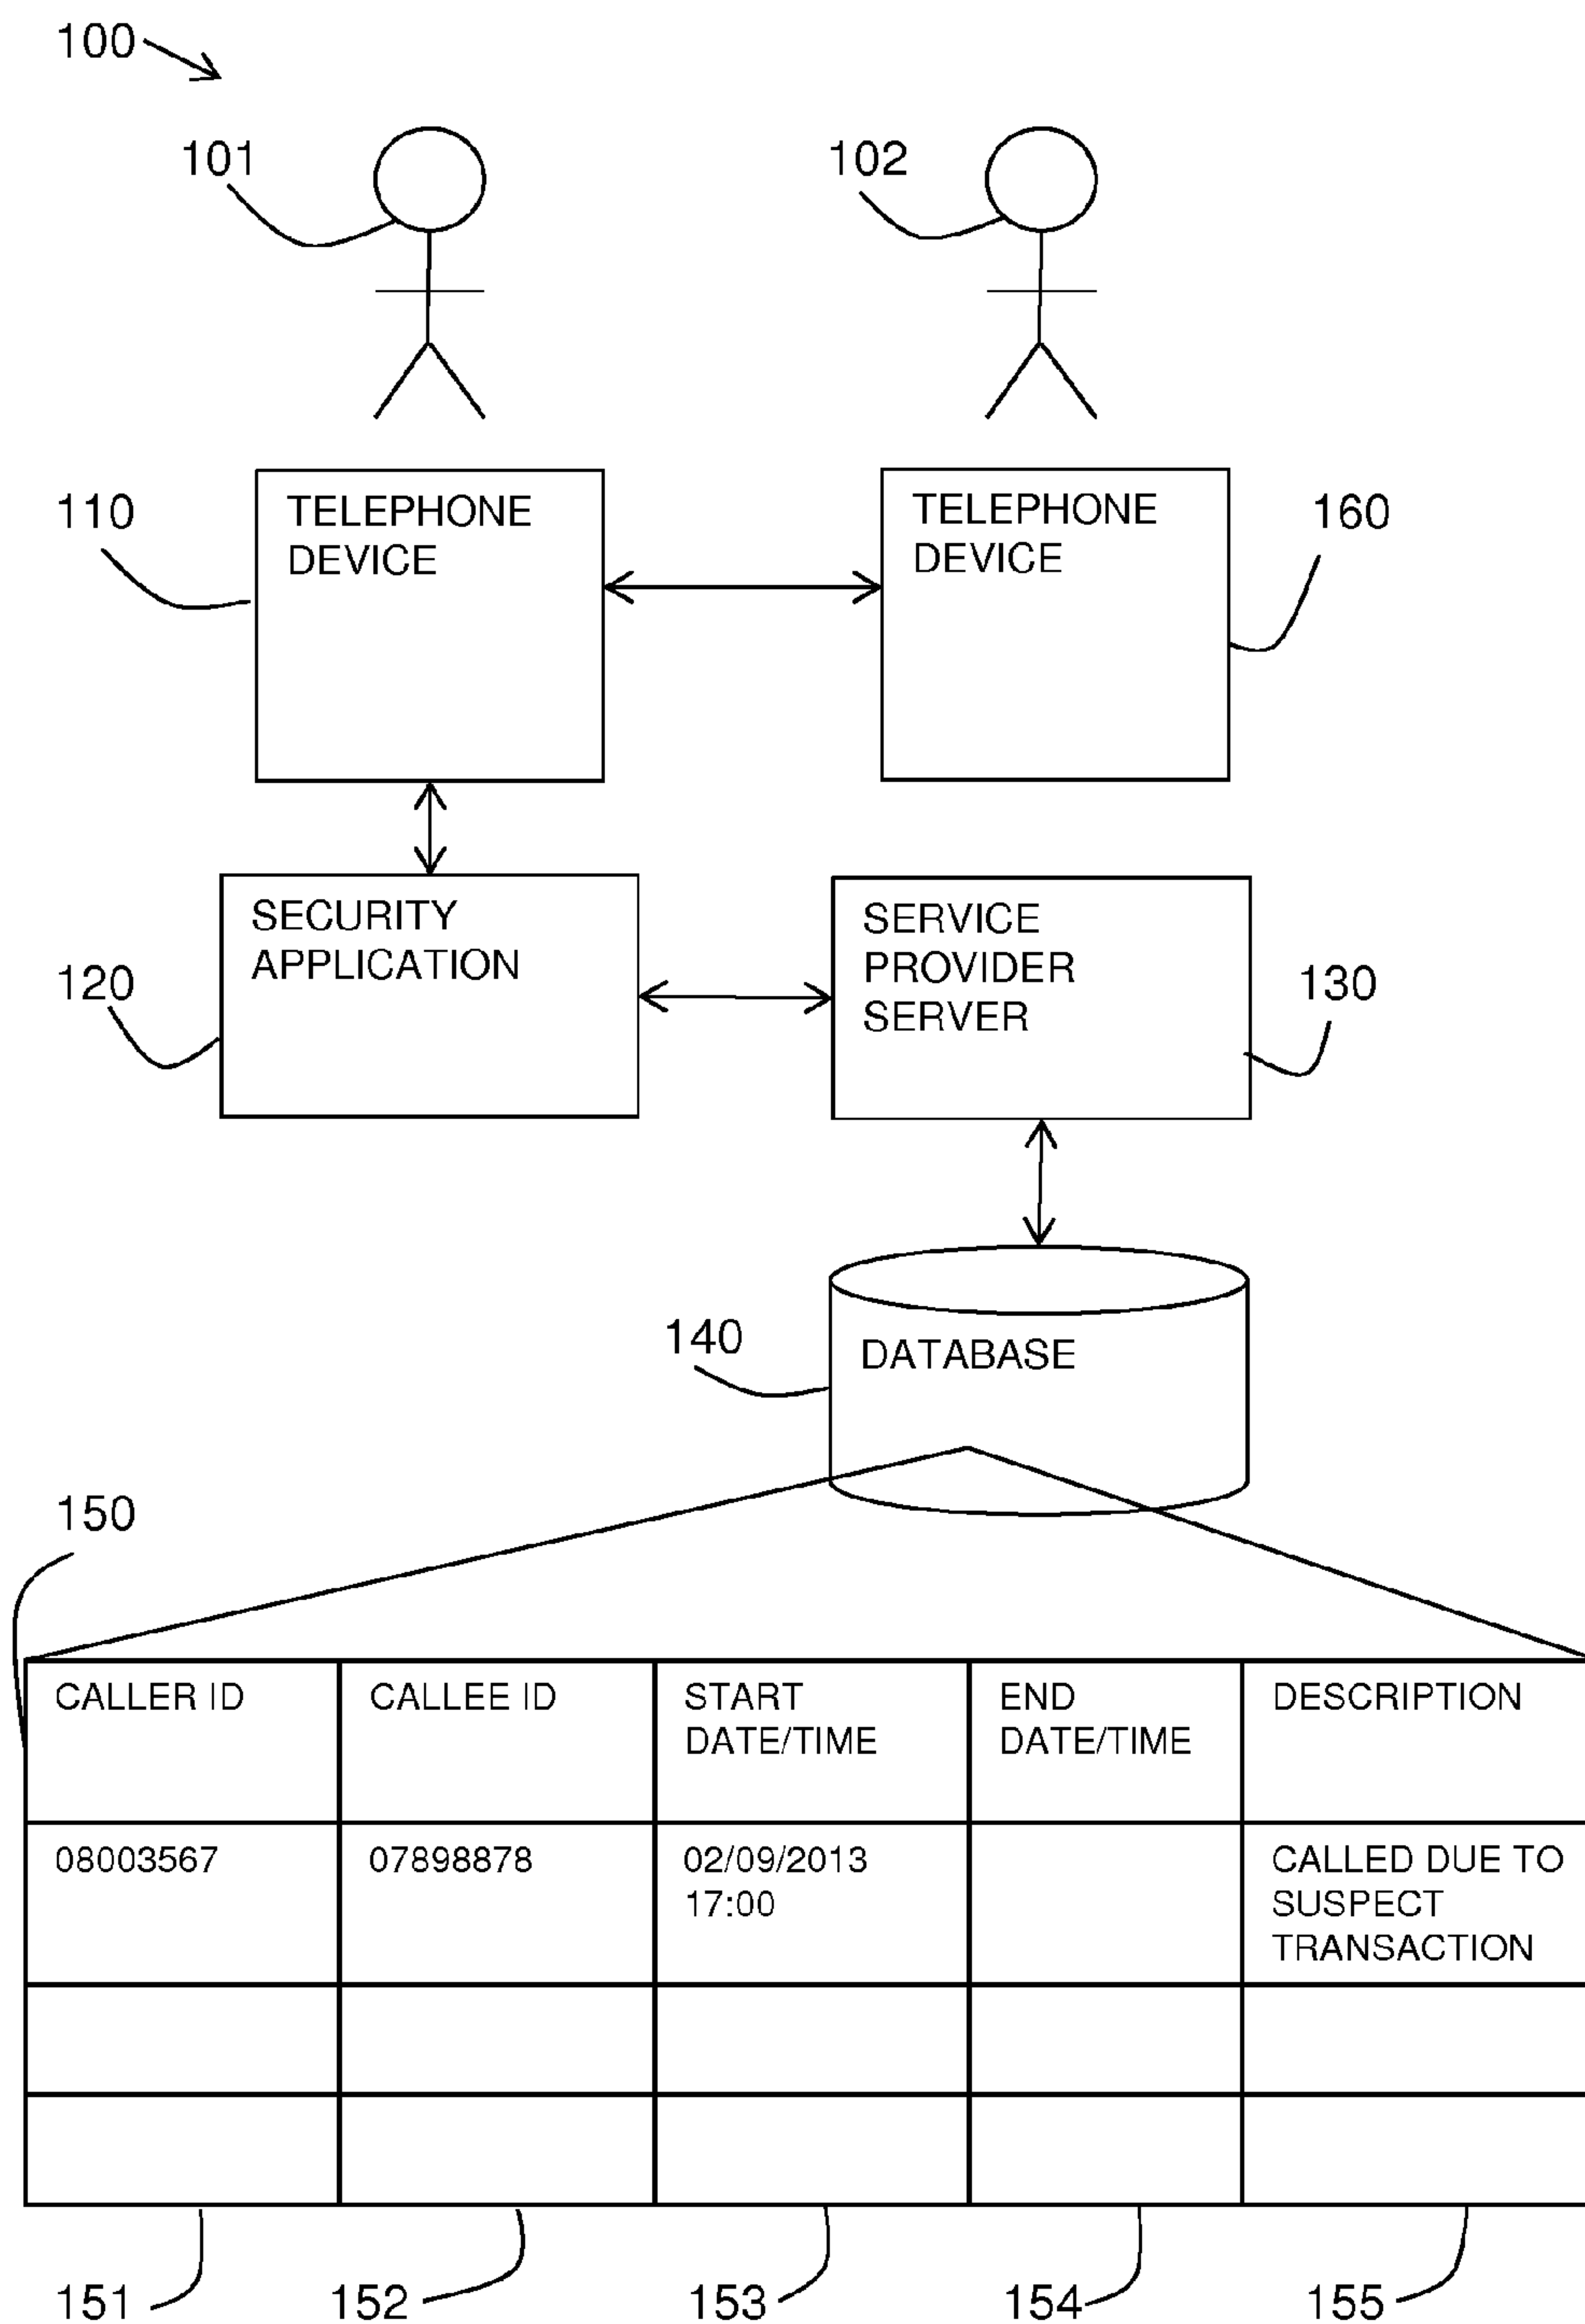 100
101
102
110
TELEPHONE
DEVICE
TELEPHONE
DEVICE
160
120
SECURITY
APPLICATION
SERVICE
PROVIDER
SERVER
130
140
DATABASE
150
CALLER ID
CALLEE ID
START
DATE/TIME
END
DATE/TIME
DESCRIPTION
08003567
07898878
02/09/2013
17:00
CALLED DUE TO
SUSPECT
TRANSACTION
151
152
153
154
155